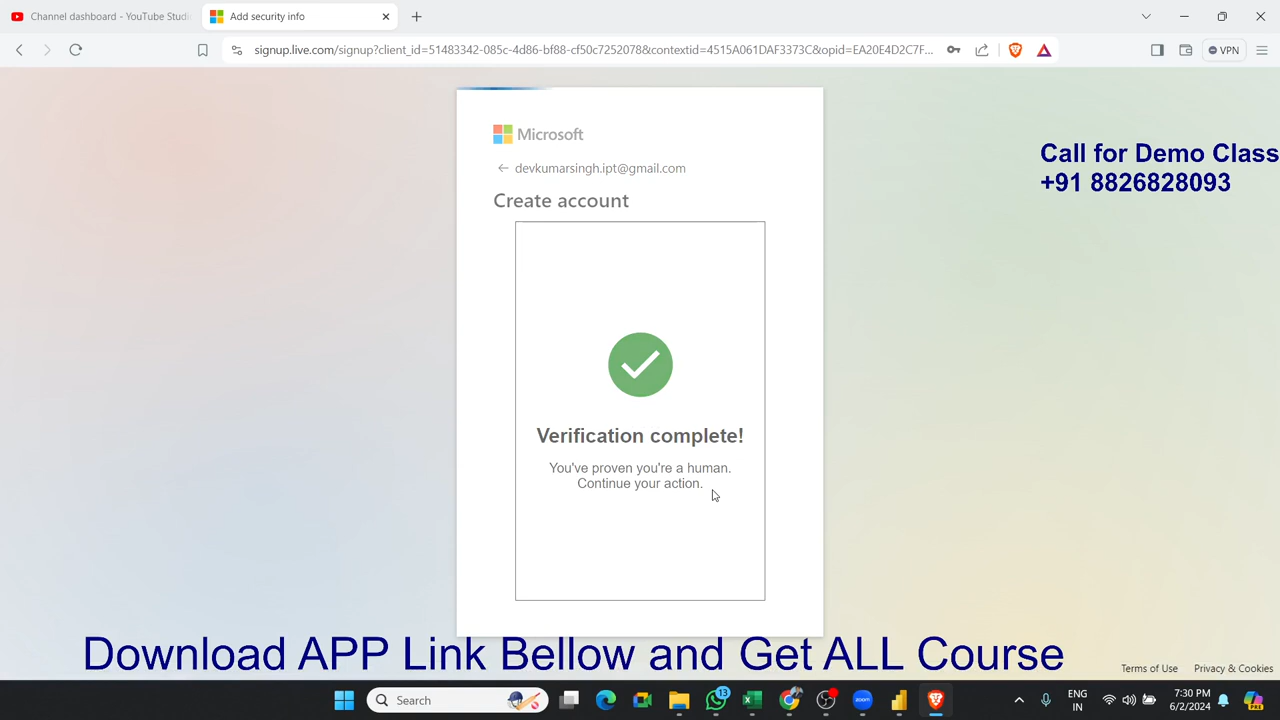 Channel dashboard - YouTube Studi
Add security info
signup.live.com/signup?client_id=51483342-085c-4d86-bf88-cf50c7252078&contextid=4515A061DAF3373C&opid=EA20E4D2C7F...
VPN
Microsoft
devkumarsingh.ipt@gmail.com
Create account
Verification complete!
You've proven you're a human.
Continue your action.
Call for Demo Class
+91 8826828093
Download APP Link Bellow and Get ALL Course
Terms of Use
Privacy & Cookies
Search
13
zoom
ENG
IN
7:30 PM
6/2/2024
PRE